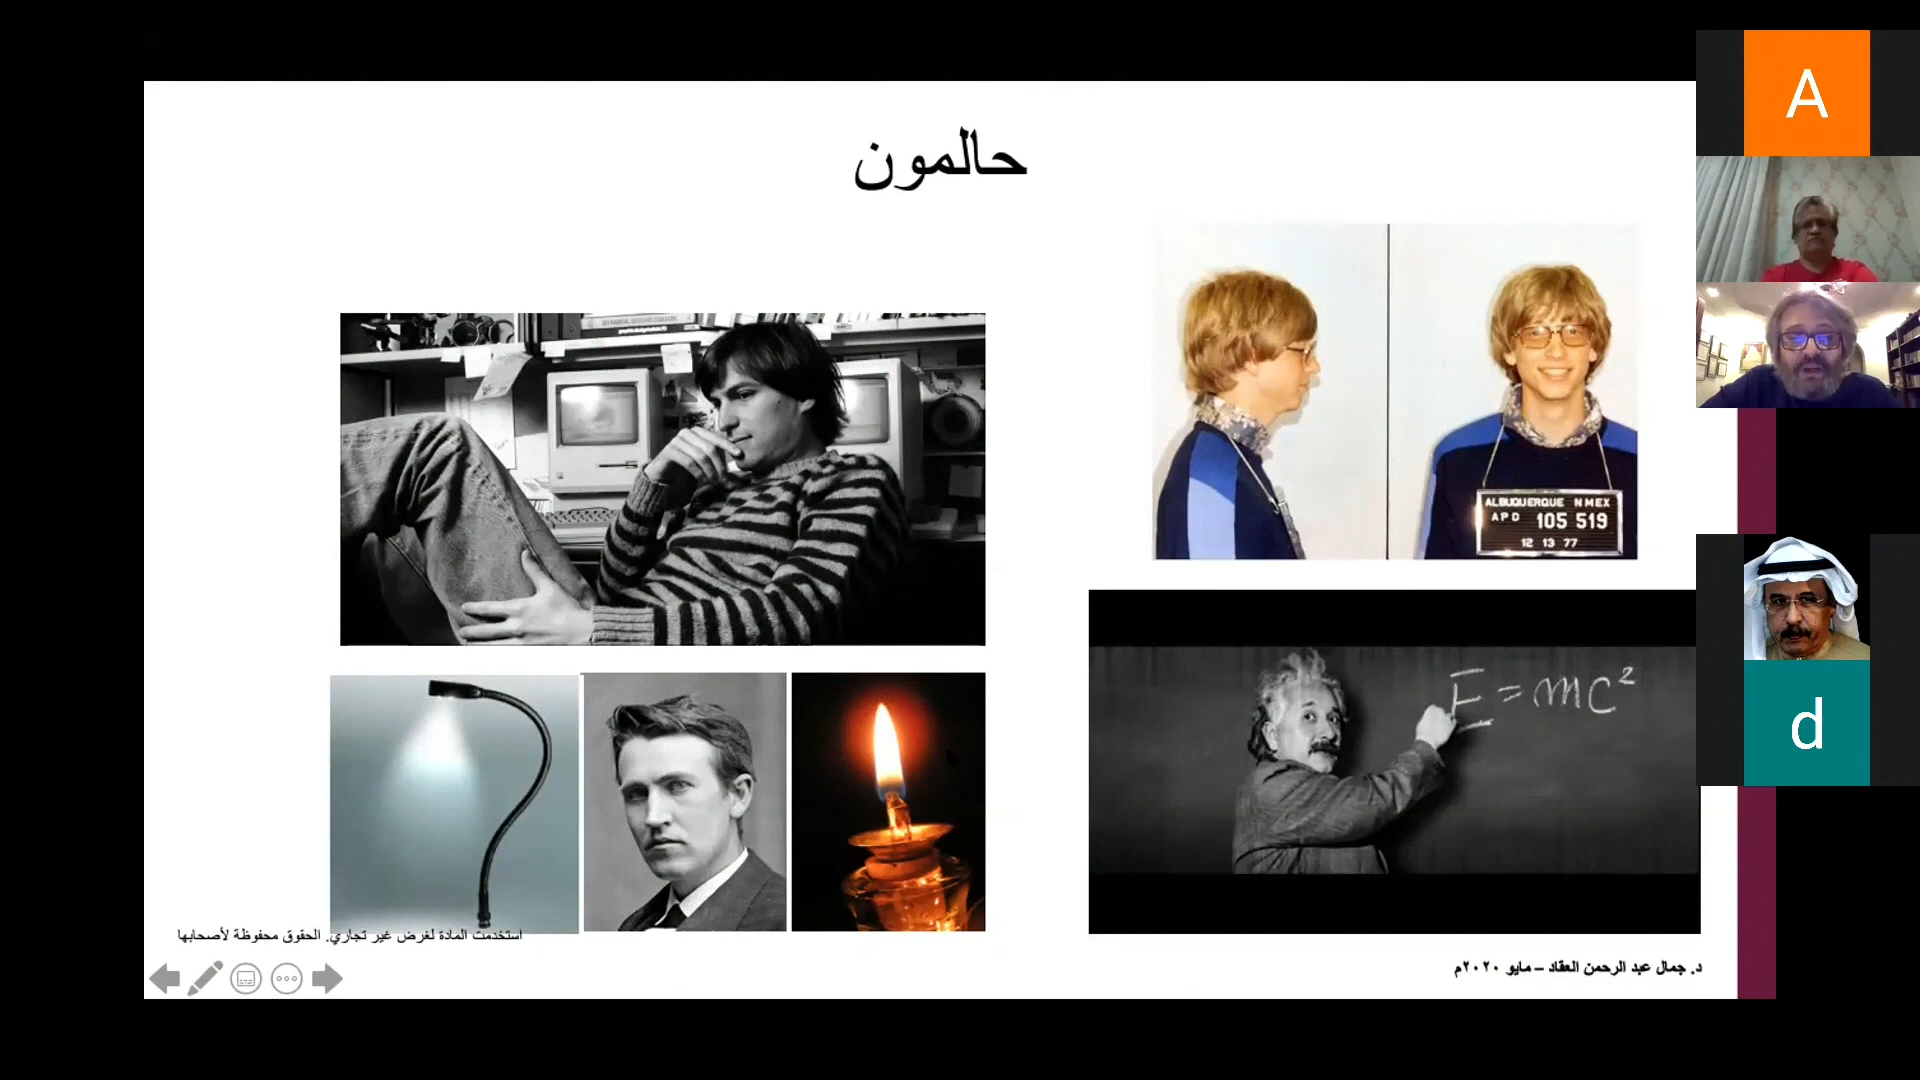 حالمون
ALBUQUERQUE N MEX
APD 105 519
12 13 77
E = mc²
استخدمت المادة لغرض غير تجاري. الحقوق محفوظة لأصحابها
د. جمال عبد الرحمن العقاد – مايو ٢٠٢٠م
A
d